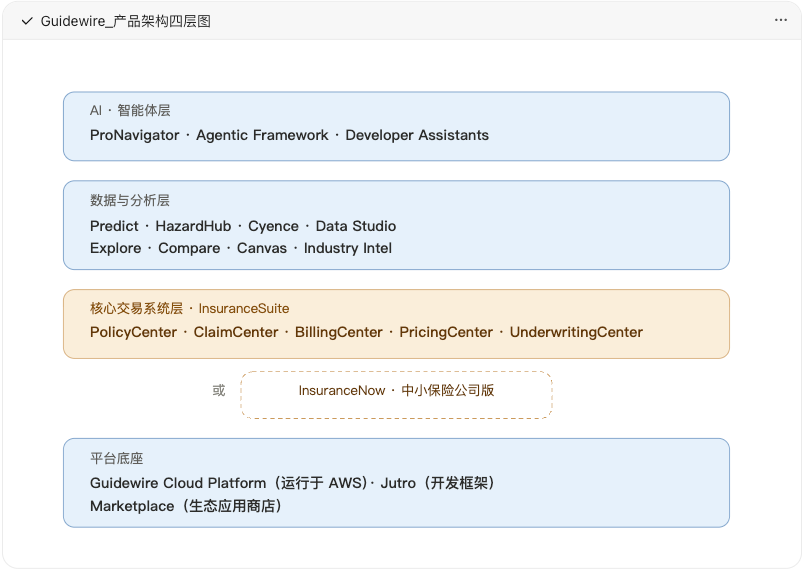 Guidewire_产品架构四层图
AI · 智能体层
ProNavigator · Agentic Framework · Developer Assistants
数据与分析层
Predict · HazardHub · Cyence · Data Studio
Explore · Compare · Canvas · Industry Intel
核心交易系统层 · InsuranceSuite
PolicyCenter · ClaimCenter · BillingCenter · PricingCenter · UnderwritingCenter
或
InsuranceNow · 中小保险公司版
平台底座
Guidewire Cloud Platform（运行于 AWS）· Jutro（开发框架）
Marketplace（生态应用商店）